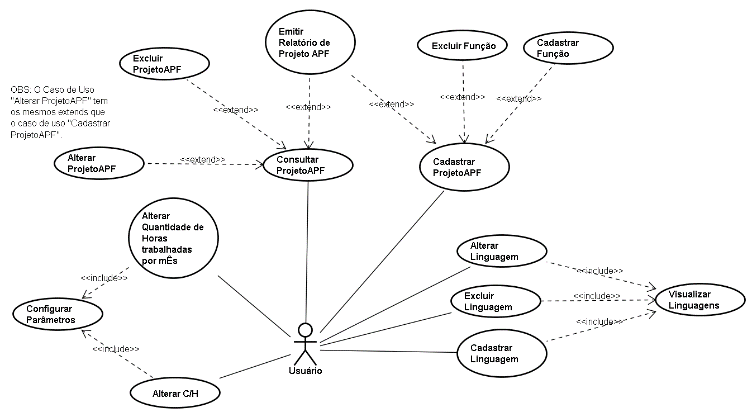 Emitir
Relatório de
Projeto APF
Excluir
ProjetoAPF
Excluir Função
Cadastrar
Função
OBS: O Caso de Uso
"Alterar ProjetoAPF" tem
os mesmos extends que
o caso de uso "Cadastrar
ProjetoAPF".
<<extend>>
<<extend>>
<<extend>>
<<extend>>
<<extend>>
Alterar
ProjetoAPF
<<extend>>
Consultar
ProjetoAPF
Cadastrar
ProjetoAPF
Alterar
Quantidade de
Horas
trabalhadas
por mÊs
Alterar
Linguagem
<<include>>
<<include>>
Configurar
Parâmetros
Excluir
Linguagem
<<include>>
Visualizar
Linguagens
<<include>>
<<include>>
Cadastrar
Linguagem
Usuário
Alterar C/H